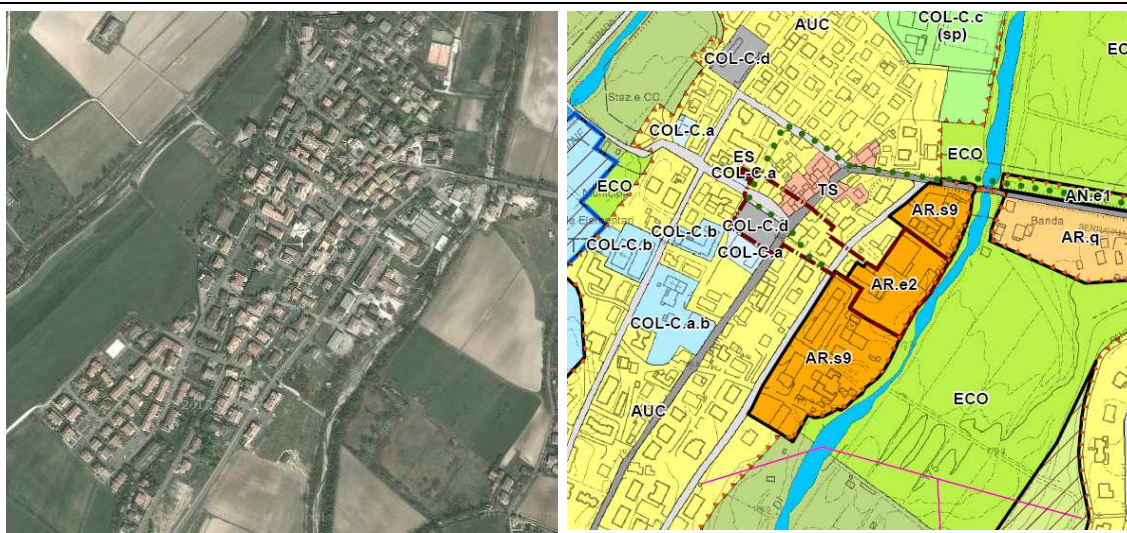 COL-C.c
(sp)
AUC
EC
COL-C.d
Staz.e CC.
COL-C.a
ES
COL-C.a
ECO
ECO
TS
AN.e1
AR.s9
Banda
COL-C.d
COL-C.b
AR.q
COL-C.b
COL-C.a
AR.e2
COL-C.a.b
AR.s9
ECO
AUC